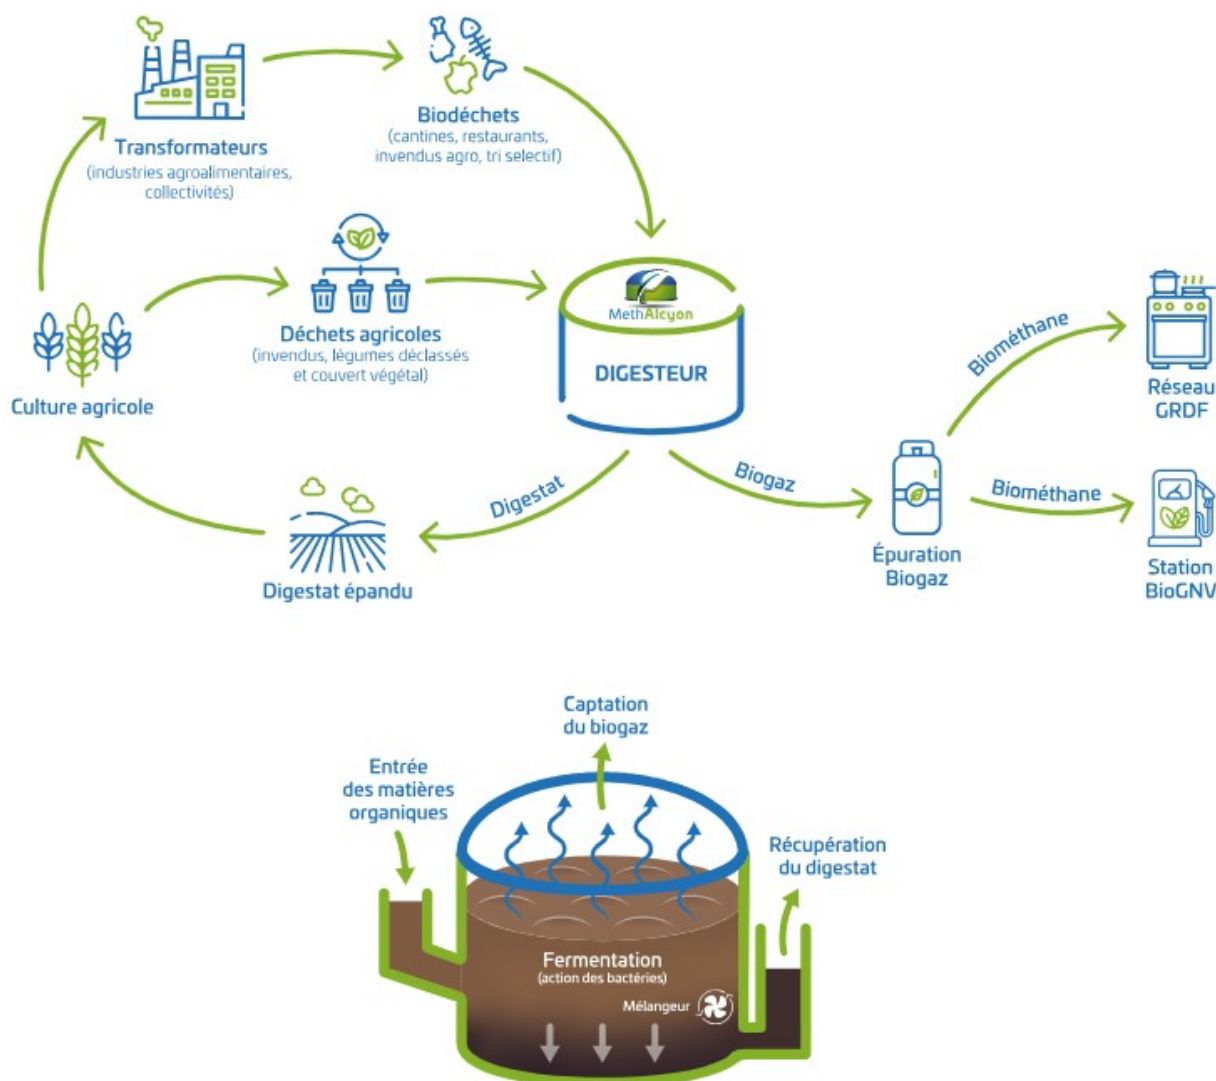 Transformateurs
(industries agroalimentaires,
collectivités)
Biodéchets
(cantines, restaurants,
invendus agro, tri selectif)
Déchets agricoles
(invendus, légumes déclassés
et couvert végétal)
Culture agricole
MethAlcyon
DIGESTEUR
Digestat
Digestat épandu
Biogaz
Épuration
Biogaz
Biométhane
Réseau
GRDF
Biométhane
Station
BioGNV
Captation
du biogaz
Entrée
des matières
organiques
Récupération
du digestat
Fermentation
(action des bactéries)
Mélangeur